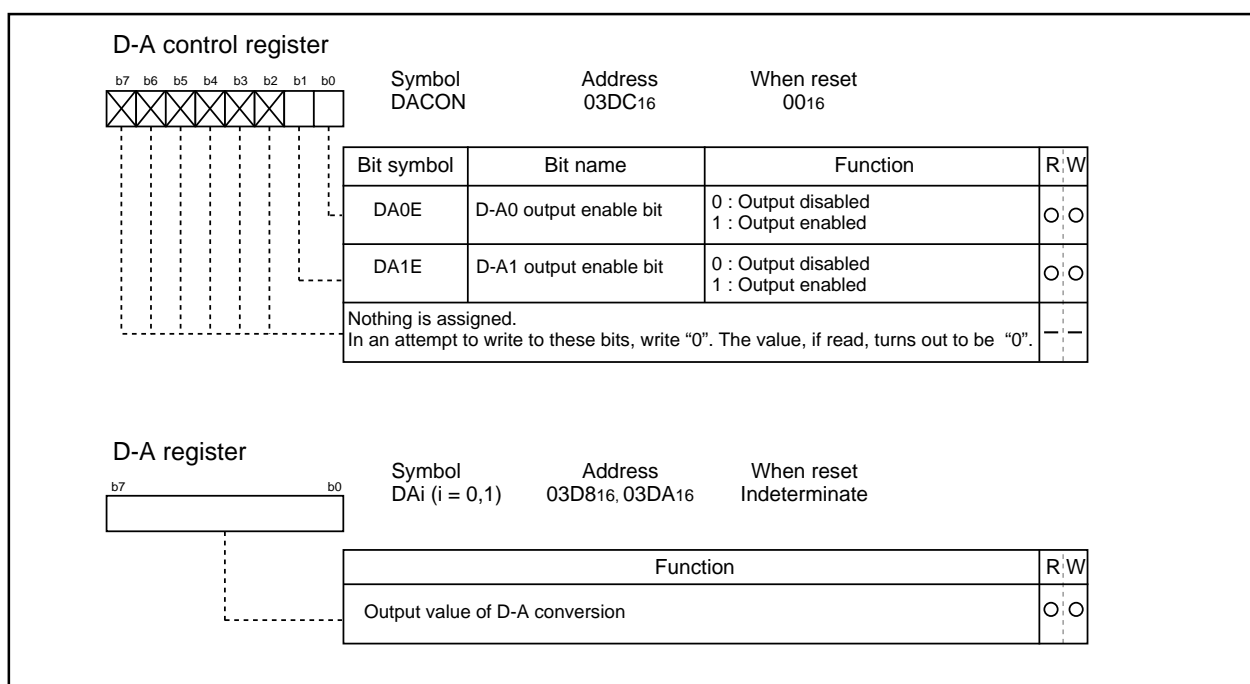 D-A control register
b7 b6 b5 b4 b3 b2 b1 b0
Symbol Address When reset
DACON 03DC16 0016
Bit symbol Bit name Function R W
DA0E D-A0 output enable bit 0 : Output disabled
1 : Output enabled
DA1E D-A1 output enable bit 0 : Output disabled
1 : Output enabled
Nothing is assigned.
In an attempt to write to these bits, write “0”. The value, if read, turns out to be “0”.
D-A register
b7 b0
Symbol Address When reset
DAi (i = 0,1) 03D816, 03DA16 Indeterminate
Function R W
Output value of D-A conversion